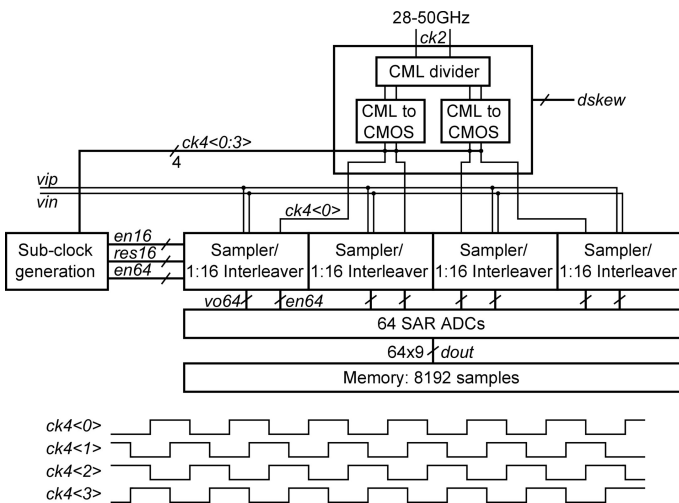 28-50GHz
ck2
CML divider
CML to
CMOS
CML to
CMOS
dskew
ck4<0:3>
4
vip
vin
ck4<0>
Sub-clock
generation
en16
res16
en64
Sampler/
1:16 Interleaver
Sampler/
1:16 Interleaver
Sampler/
1:16 Interleaver
Sampler/
1:16 Interleaver
vo64
en64
64 SAR ADCs
64x9 dout
Memory: 8192 samples
ck4<0>
ck4<1>
ck4<2>
ck4<3>